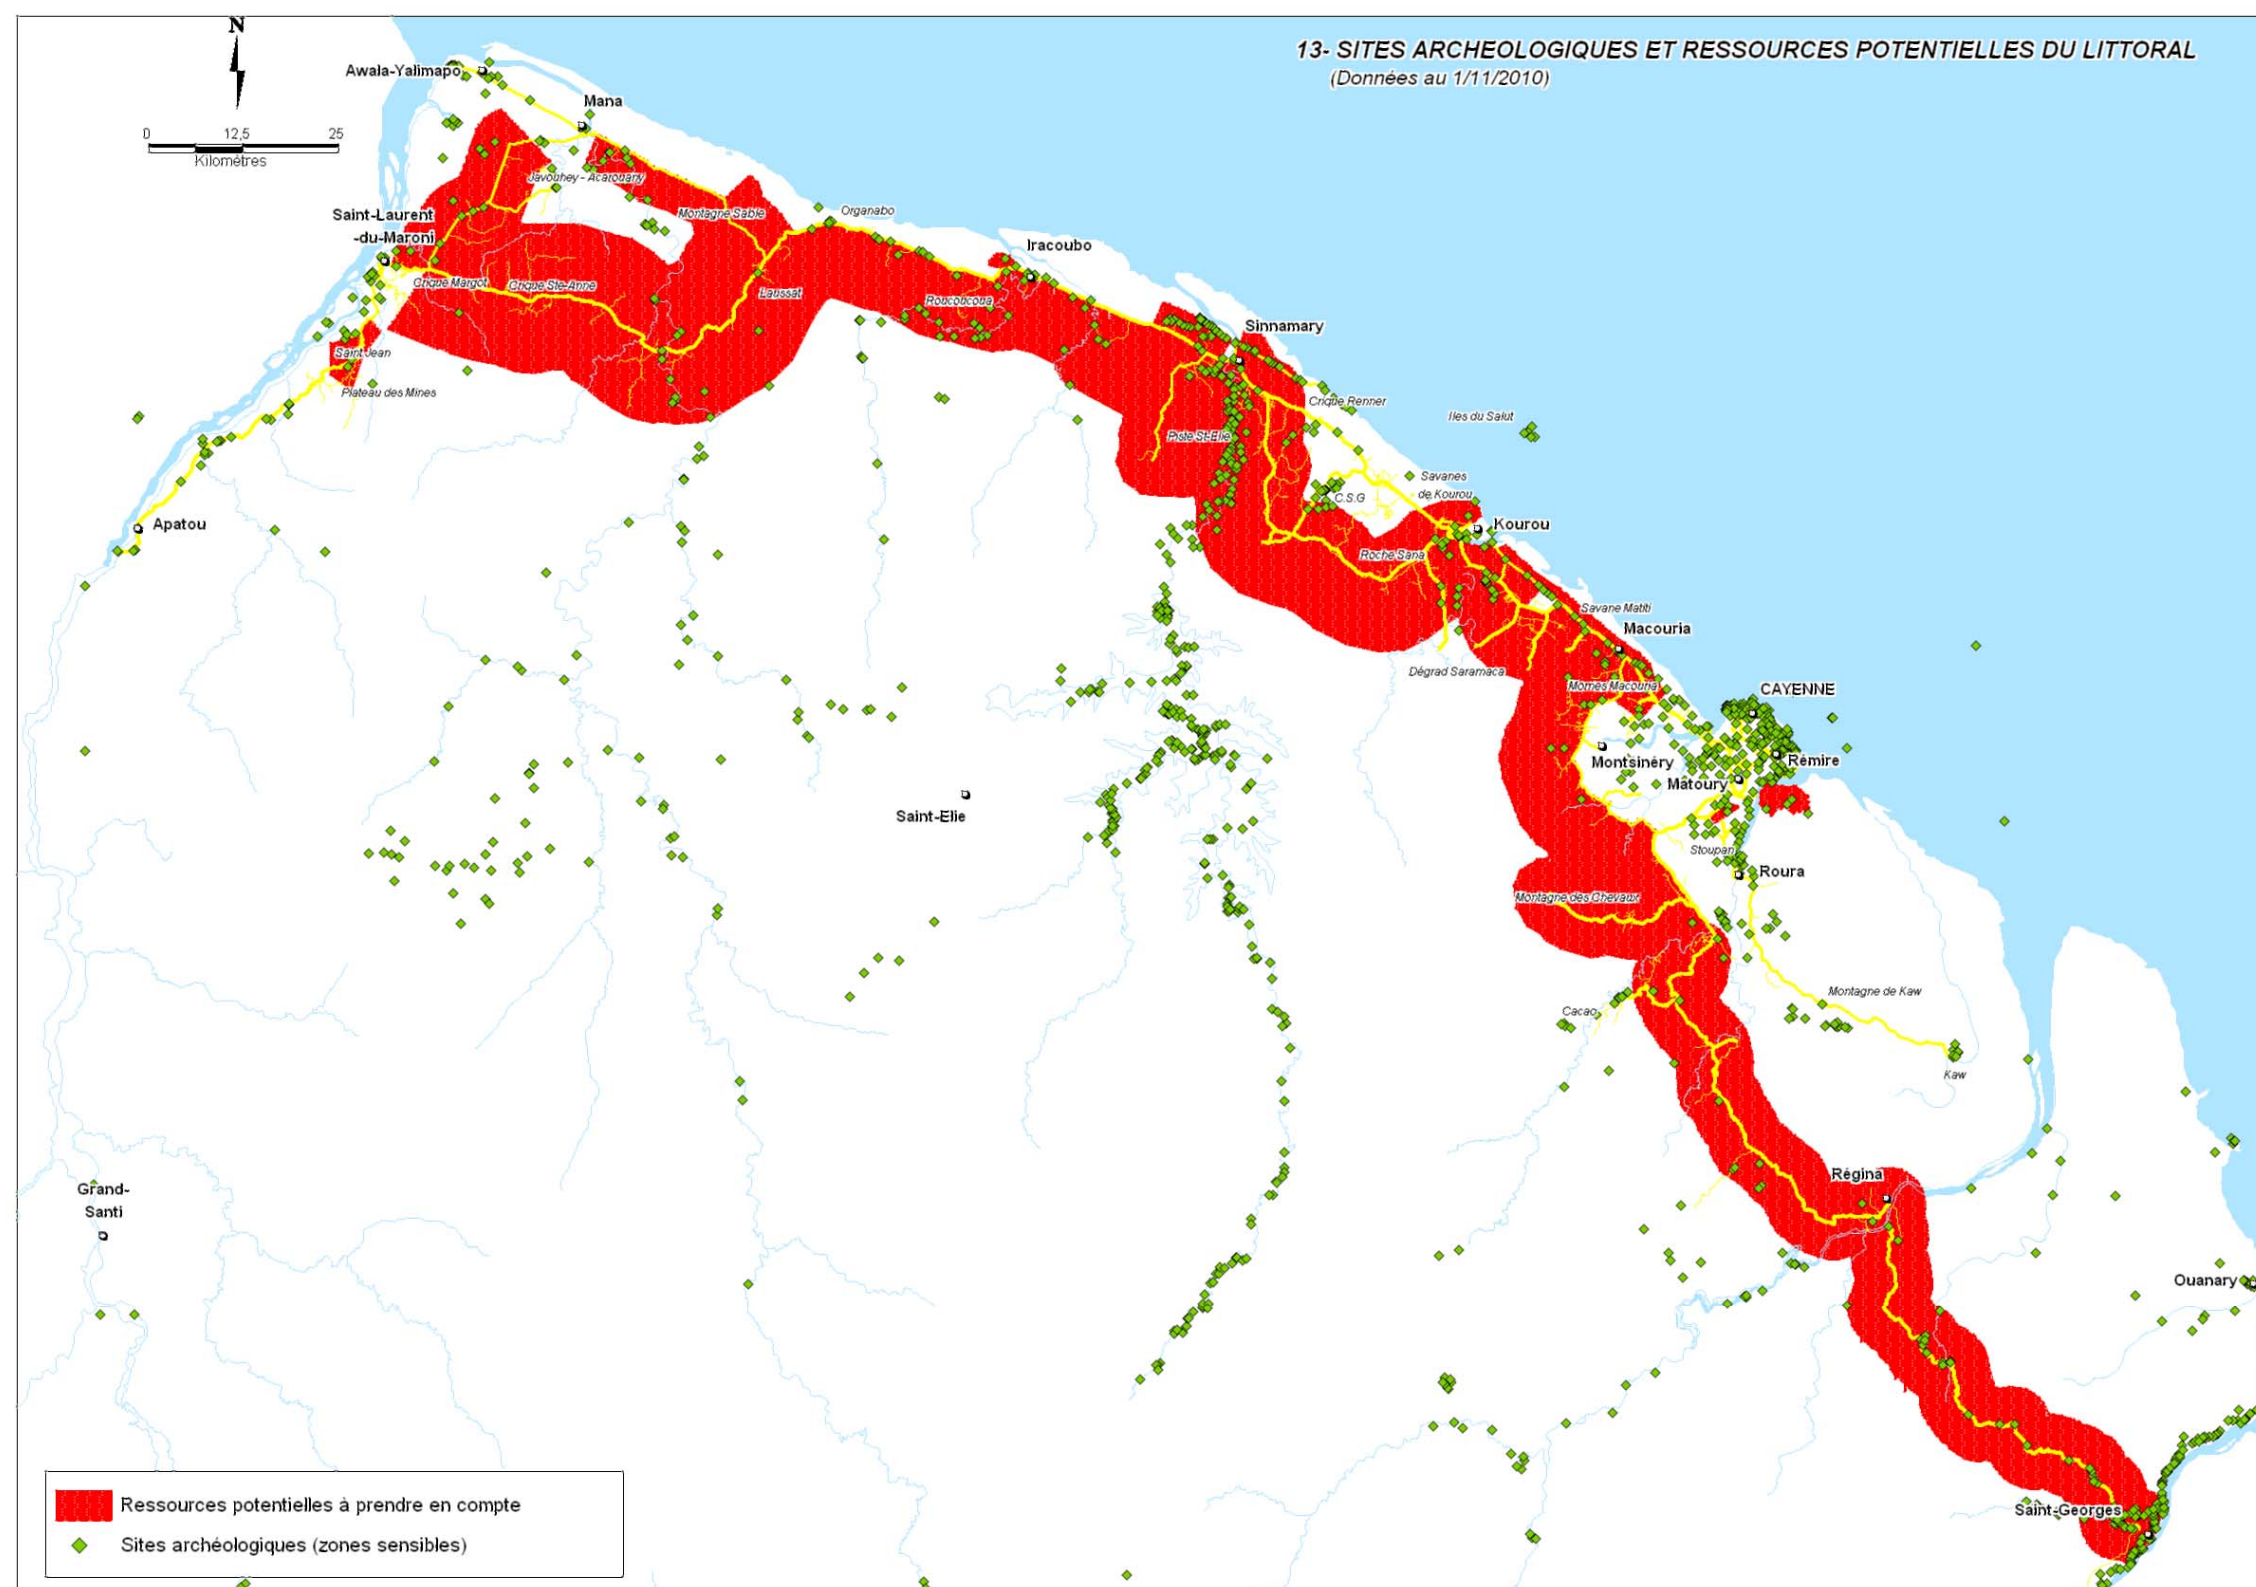 N
13- SITES ARCHEOLOGIQUES ET RESSOURCES POTENTIELLES DU LITTORAL
(Données au 1/11/2010)
Awala-Yalimapo
Mana
0 12,5 25
Kilomètres
Javouhey - Acarouany
Saint-Laurent
-du-Maroni
Montagne Sable
Organabo
Iracoubo
Crique Margot
Crique Ste-Anne
Laussat
Roucoucoua
Sinnamary
Saint Jean
Plateau des Mines
Crique Renner
Iles du Salut
Piste St-Elie
Savanes
de Kourou
C.S.G
Apatou
Kourou
Roche Sana
Savane Matiti
Macouria
Dégrad Saramaca
Mornes Macouria
CAYENNE
Montsinéry
Rémire
Matoury
Saint-Elie
Stoupan
Roura
Montagne des Chevaux
Montagne de Kaw
Cacao
Kaw
Régina
Grand-
Santi
Ouanary
Saint-Georges
Ressources potentielles à prendre en compte
Sites archéologiques (zones sensibles)